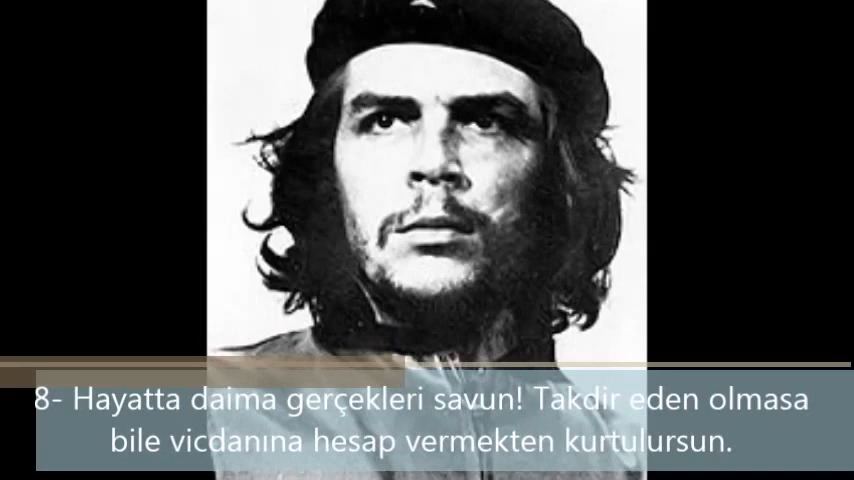 8- Hayatta daima gerçekleri savun! Takdir eden olmasa
bile vicdanına hesap vermekten kurtulursun.